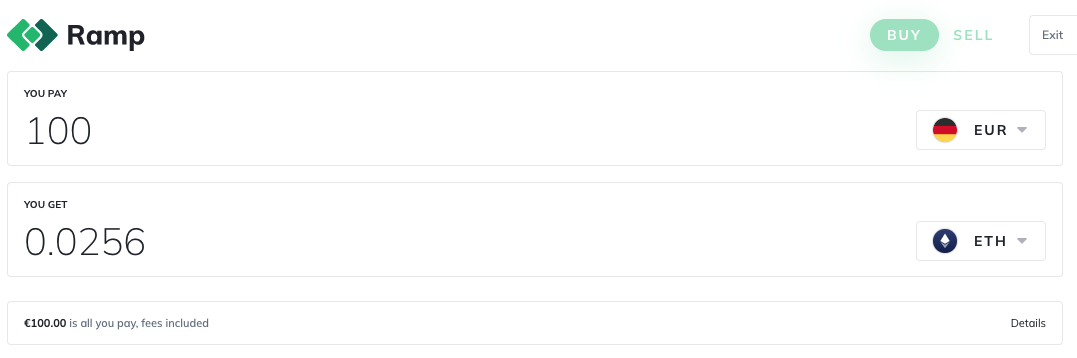 Ramp
BUY SELL Exit
YOU PAY
100
EUR
YOU GET
0.0256
ETH
€100.00 is all you pay, fees included Details